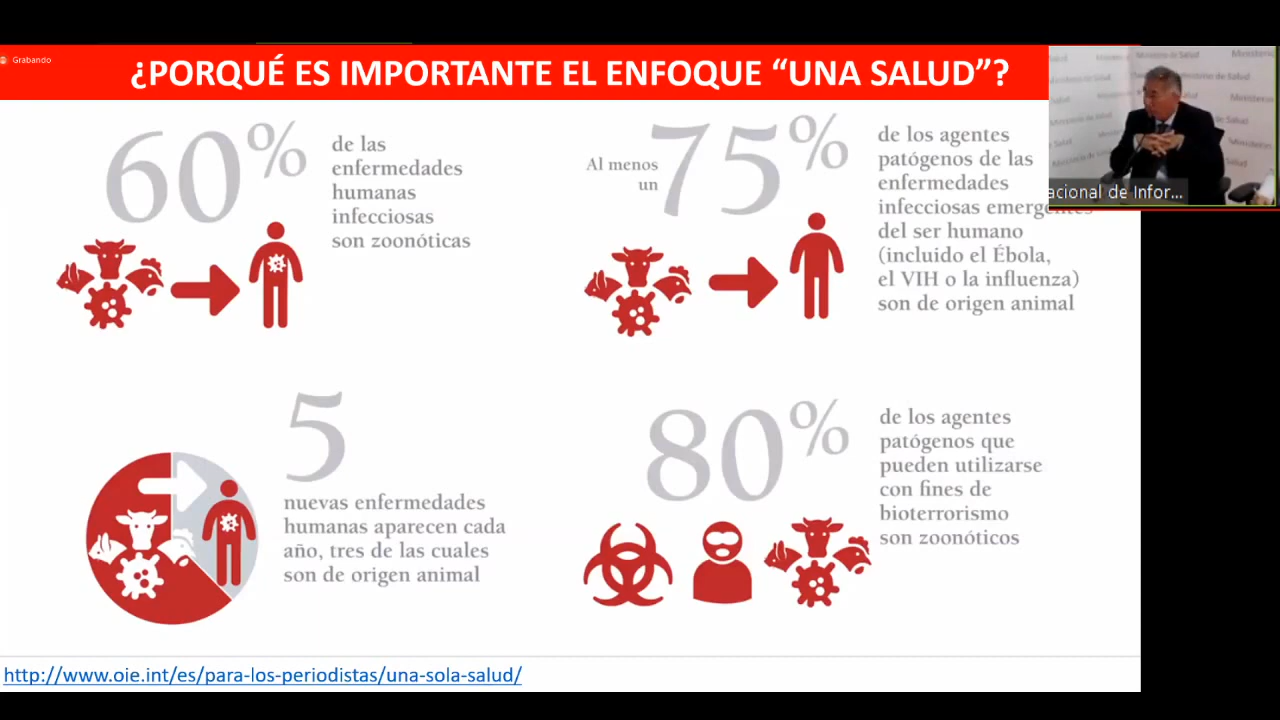 Grabando
¿PORQUÉ ES IMPORTANTE EL ENFOQUE “UNA SALUD”?
60%
de las
enfermedades
humanas
infecciosas
son zoonóticas
Al menos
un
75%
de los agentes
patógenos de las
enfermedades
infecciosas emergentes
del ser humano
(incluido el Ébola,
el VIH o la influenza)
son de origen animal
Ministerio de Salud
acional de Infor...
5
nuevas enfermedades
humanas aparecen cada
año, tres de las cuales
son de origen animal
80%
de los agentes
patógenos que
pueden utilizarse
con fines de
bioterrorismo
son zoonóticos
http://www.oie.int/es/para-los-periodistas/una-sola-salud/